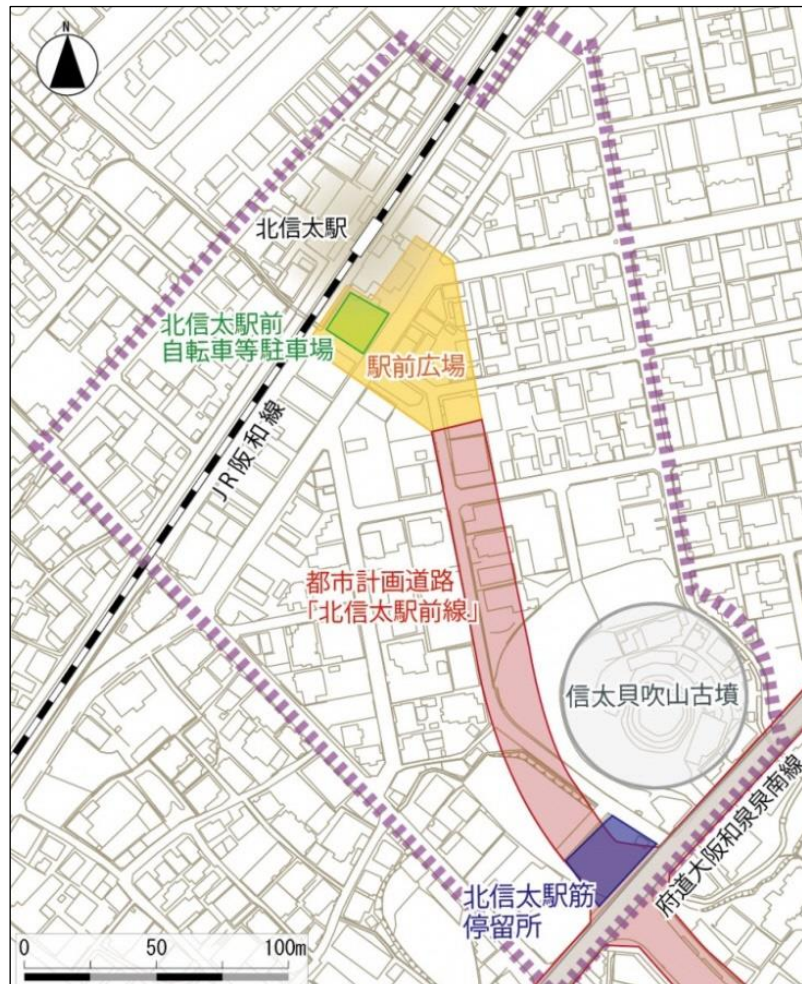 N
北信太駅
北信太駅前
自転車等駐車場
駅前広場
JR阪和線
都市計画道路
「北信太駅前線」
信太貝吹山古墳
府道大阪和泉泉南線
北信太駅筋
停留所
0 50 100m